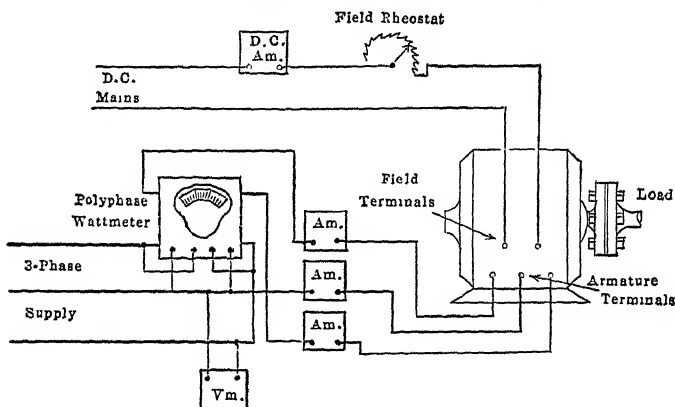 Field Rheostat
D.C.
Am.
D.C.
Mains
Polyphase
Wattmeter
Field
Terminals
Load
Am.
3-Phase
Am.
Armature
Terminals
Supply
Am.
Vm.